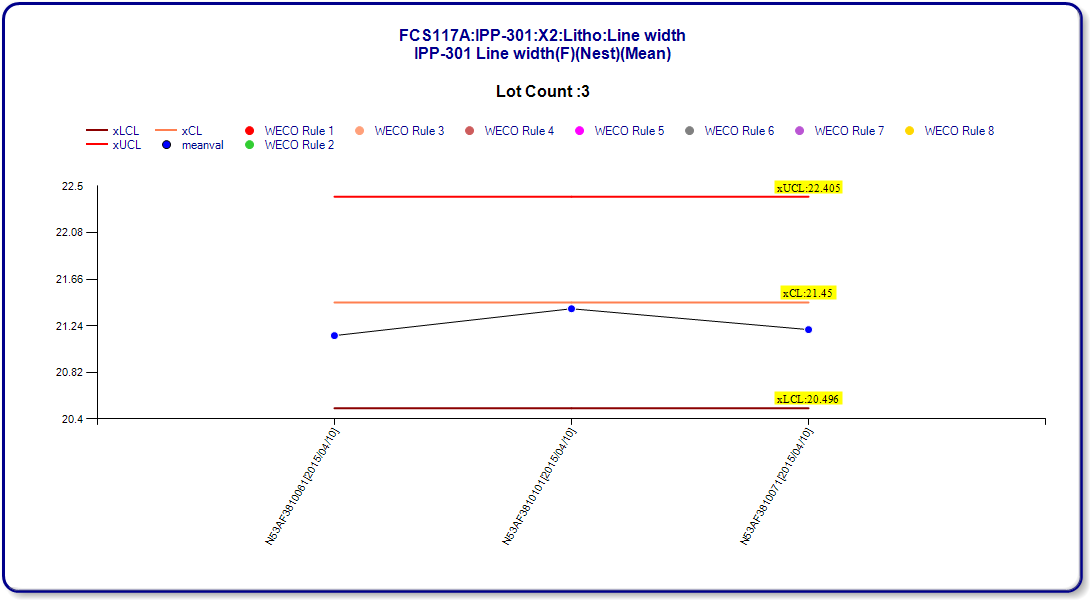 FCS117A:IPP-301:X2:Litho:Line width
IPP-301 Line width(F)(Nest)(Mean)
Lot Count :3
xLCL xCL WECO Rule 1 WECO Rule 3 WECO Rule 4 WECO Rule 5 WECO Rule 6 WECO Rule 7 WECO Rule 8
xUCL meanval WECO Rule 2
22.5
xUCL:22.405
22.08
21.66
xCL:21.45
21.24
20.82
xLCL:20.496
20.4
N53AF3810081[2015/04/10]
N53AF3810101[2015/04/10]
N53AF3810071[2015/04/10]